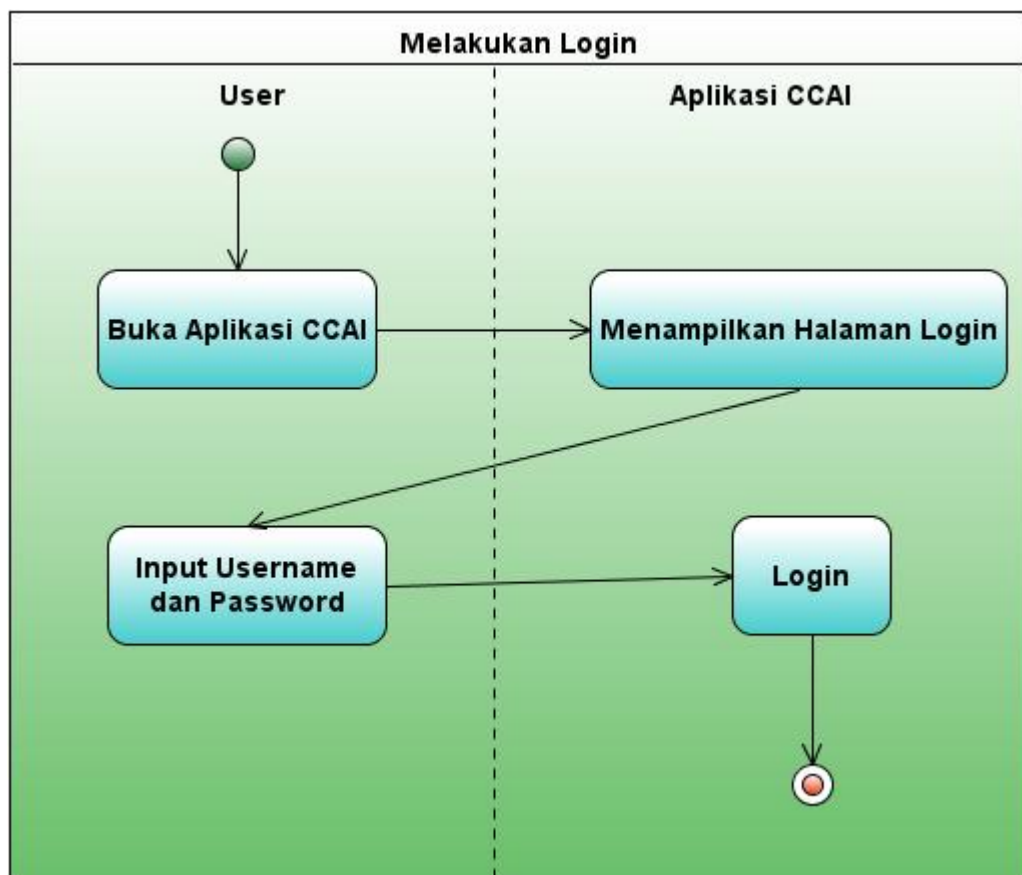 Melakukan Login
User
Aplikasi CCAI
Buka Aplikasi CCAI
Menampilkan Halaman Login
Input Username
dan Password
Login